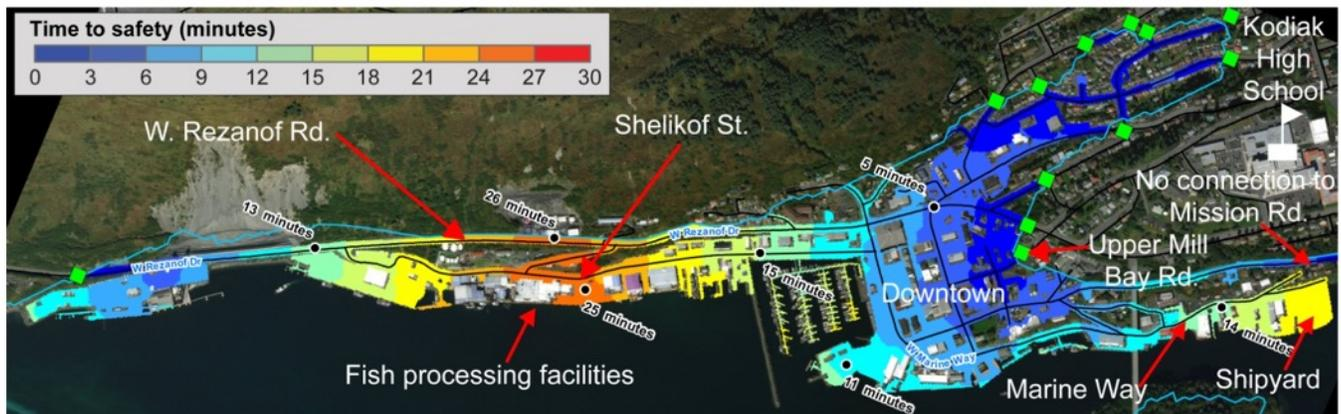 Time to safety (minutes)
0 3 6 9 12 15 18 21 24 27 30
W. Rezanof Rd.
Shelikof St.
Kodiak
High
School
No connection to
Mission Rd.
Upper Mill
Bay Rd.
Downtown
5 minutes
26 minutes
13 minutes
W Rezanof Dr
W Rezanof Dr
15 minutes
25 minutes
14 minutes
W Marine Way
11 minutes
Fish processing facilities
Marine Way
Shipyard